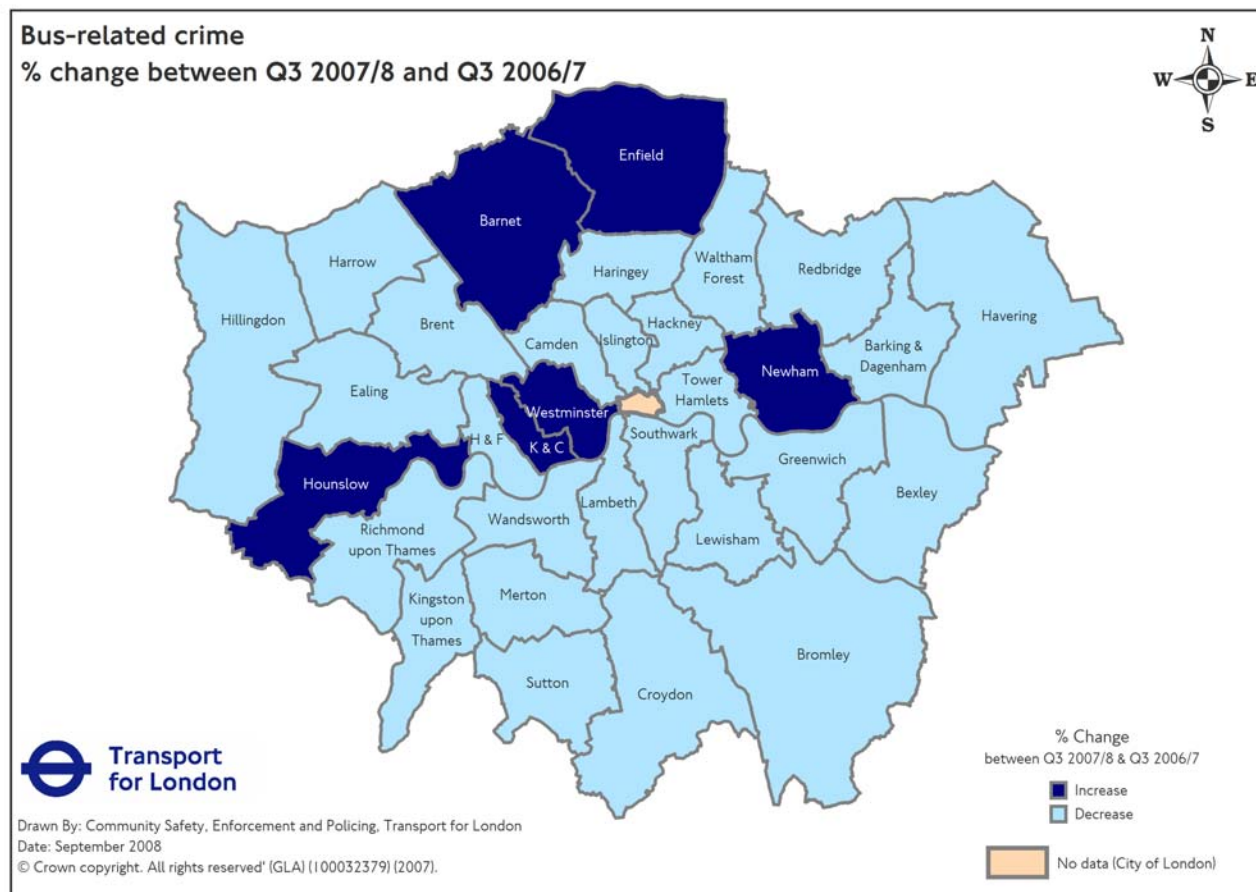 Bus-related crime
% change between Q3 2007/8 and Q3 2006/7
N
W
E
S
Enfield
Barnet
Harrow
Haringey
Waltham
Forest
Redbridge
Hillingdon
Brent
Camden
Islington
Hackney
Havering
Barking &
Dagenham
Ealing
Newham
Tower
Hamlets
Westminster
H & F
K & C
Southwark
Greenwich
Hounslow
Bexley
Richmond
upon Thames
Wandsworth
Lambeth
Lewisham
Kingston
upon
Thames
Merton
Bromley
Sutton
Croydon
Transport
for London
% Change
between Q3 2007/8 & Q3 2006/7
Increase
Decrease
No data (City of London)
Drawn By: Community Safety, Enforcement and Policing, Transport for London
Date: September 2008
© Crown copyright. All rights reserved' (GLA) (100032379) (2007).